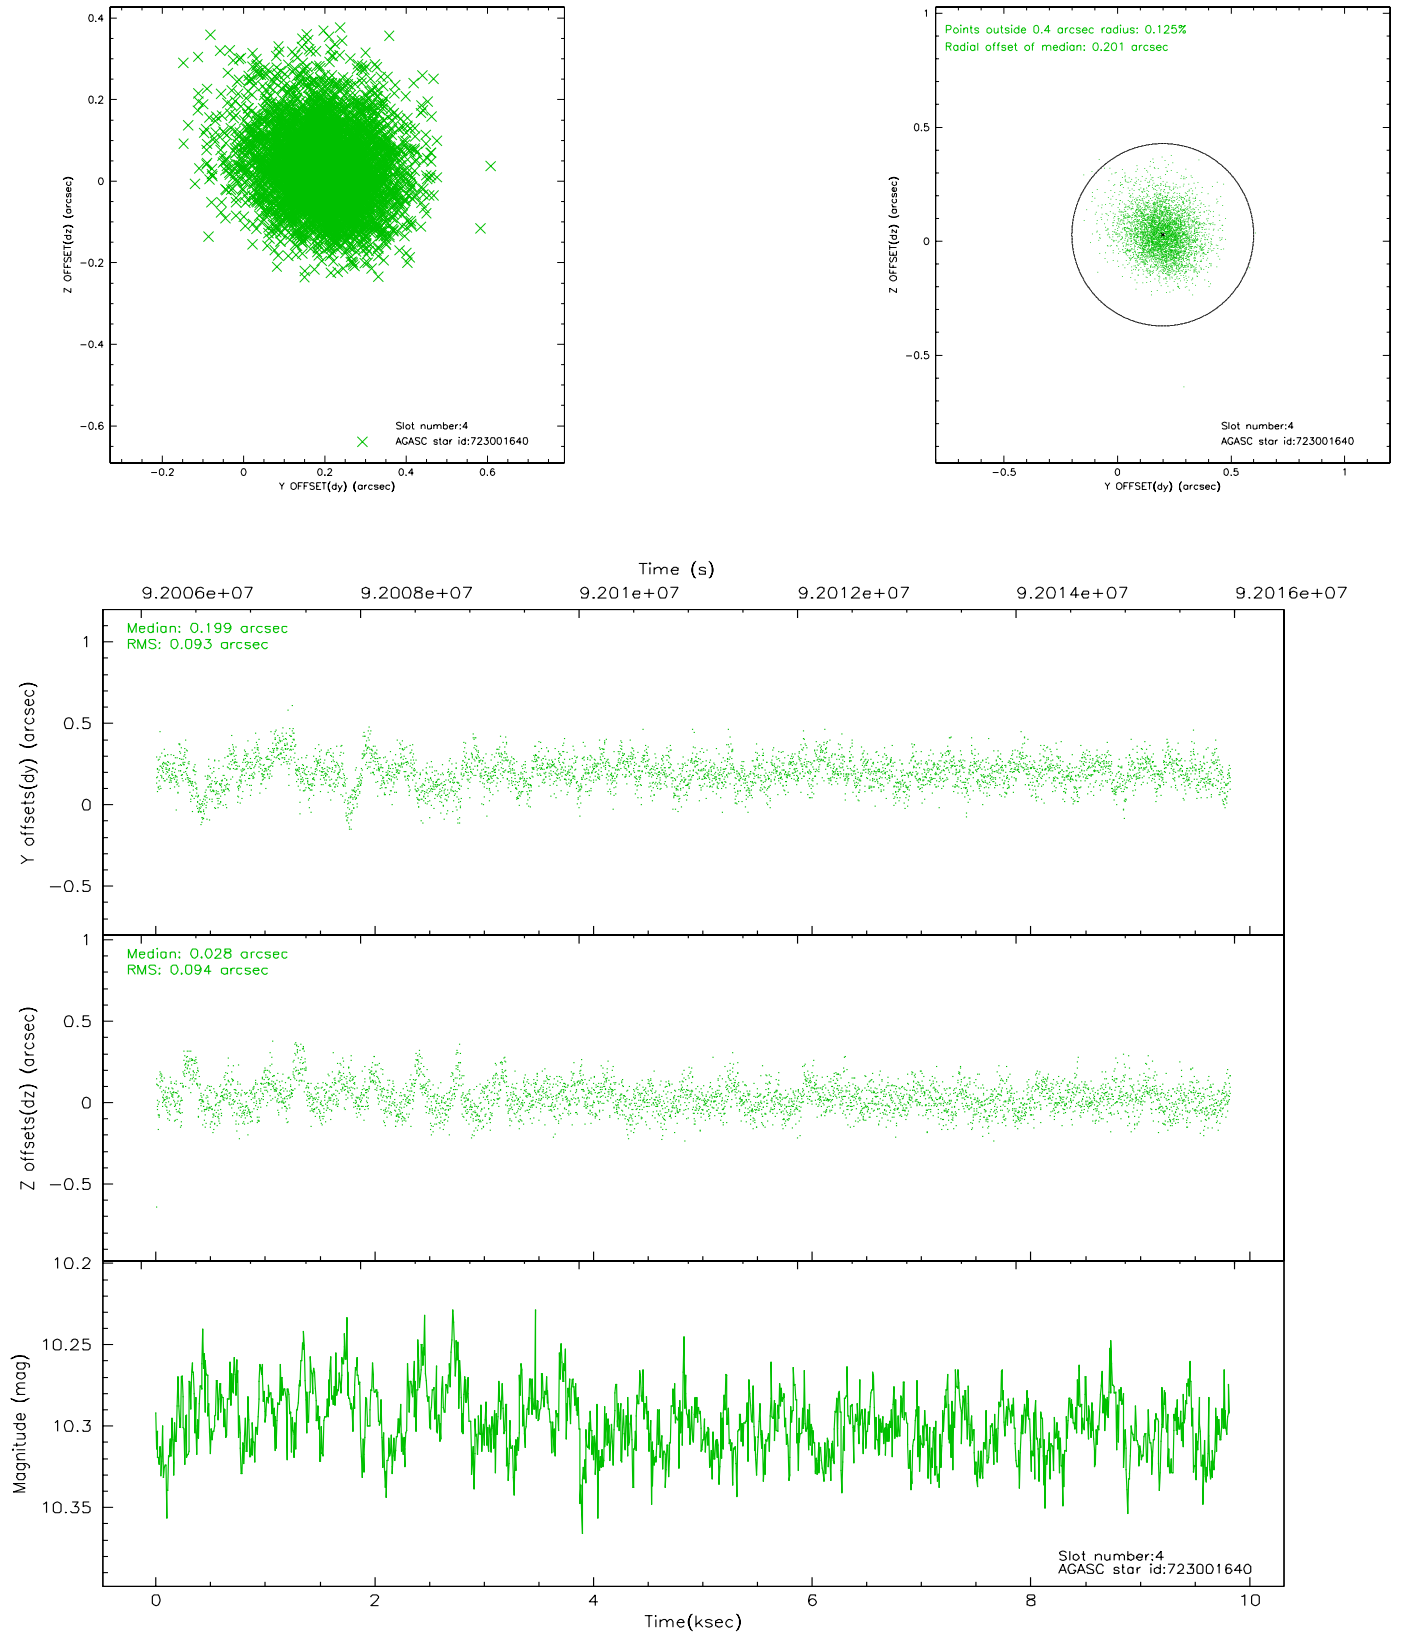 0.4
0.2
0
−0.2
−0.4
−0.6
Z OFFSET(dz) (arcsec)
Slot number:4
AGASC star id:723001640
−0.2 0 0.2 0.4 0.6
Y OFFSET(dy) (arcsec)
1
0.5
0
−0.5
Z OFFSET(dz) (arcsec)
Points outside 0.4 arcsec radius: 0.125%
Radial offset of median: 0.201 arcsec
Slot number:4
AGASC star id:723001640
−0.5 0 0.5 1
Y OFFSET(dy) (arcsec)
Time (s)
9.2006e+07 9.2008e+07 9.201e+07 9.2012e+07 9.2014e+07 9.2016e+07
Median: 0.199 arcsec
RMS: 0.093 arcsec
1
0.5
0
−0.5
Y offsets(dy) (arcsec)
Median: 0.028 arcsec
RMS: 0.094 arcsec
1
0.5
0
−0.5
Z offsets(dz) (arcsec)
10.2
10.25
10.3
10.35
Magnitude (mag)
Slot number:4
AGASC star id:723001640
0 2 4 6 8 10
Time(ksec)